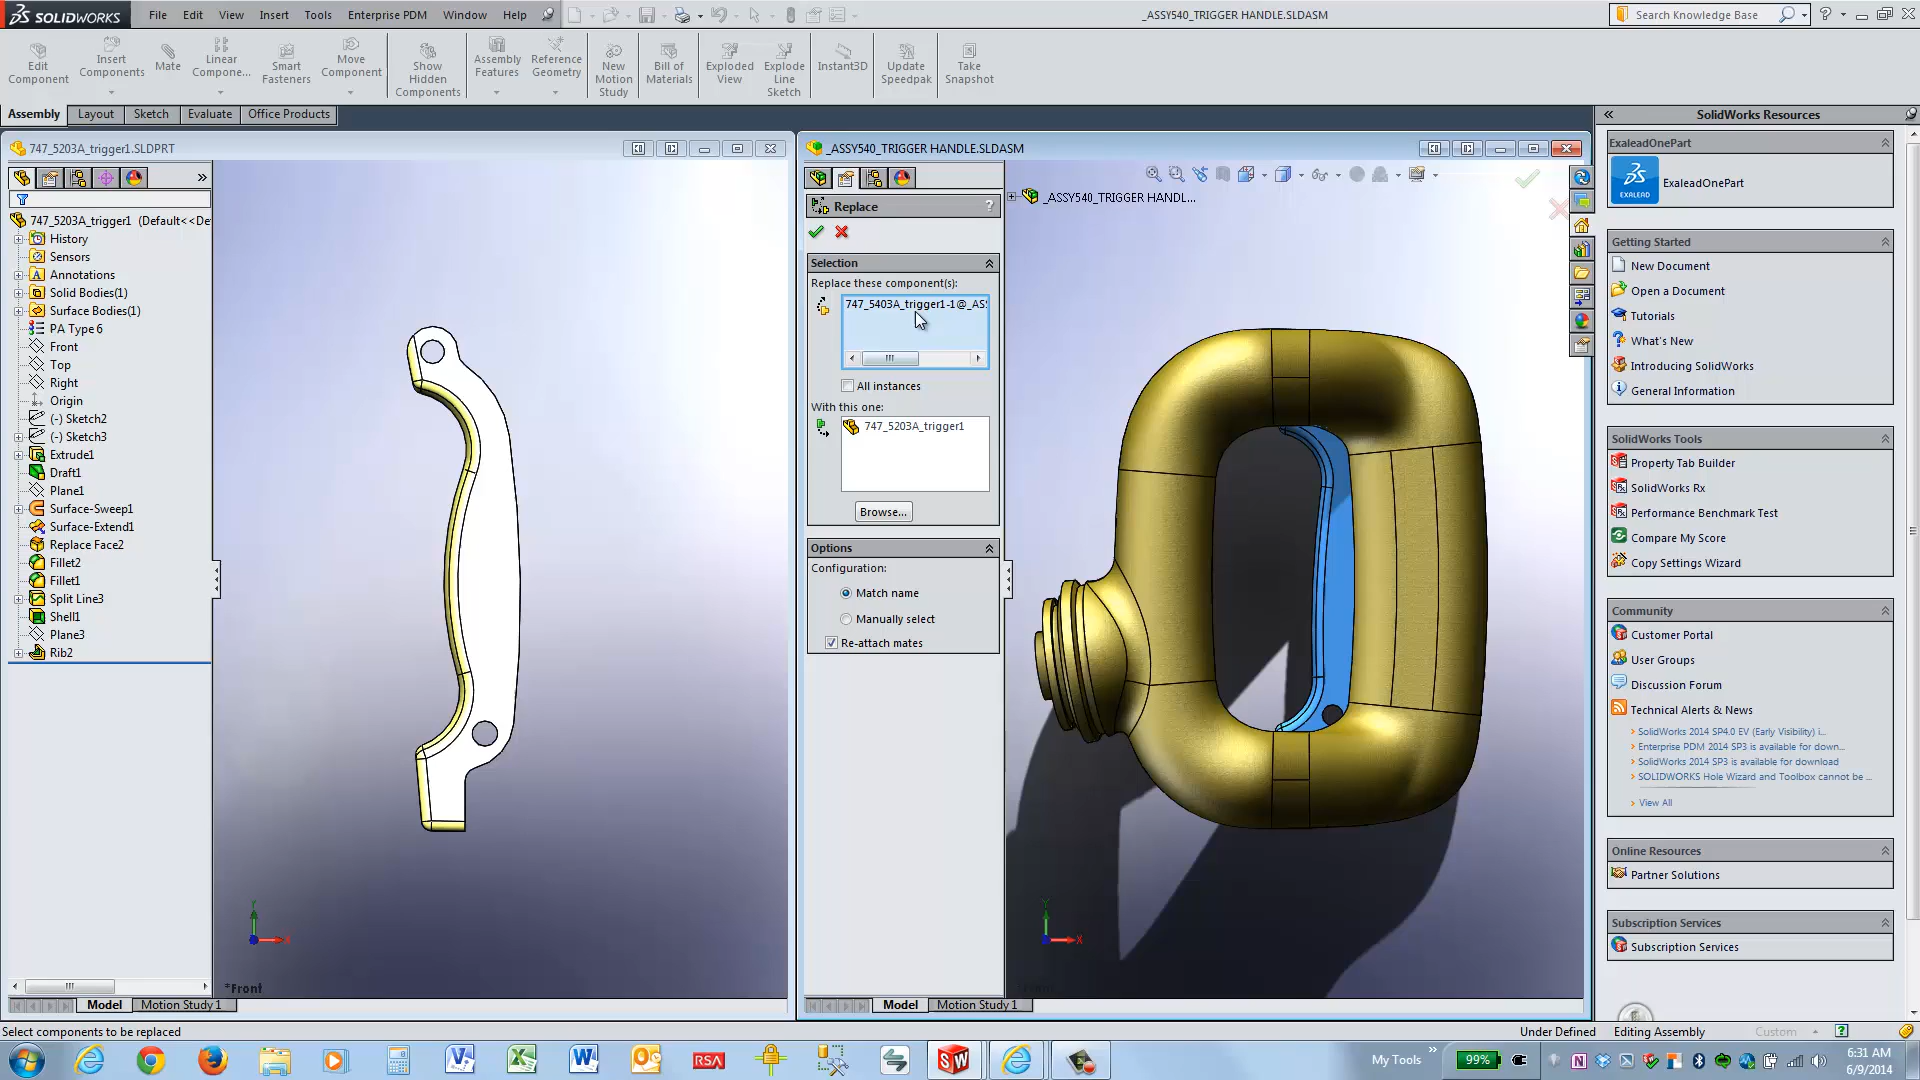 SOLIDWORKS File Edit View Insert Tools Enterprise PDM Window Help _ASSY540_TRIGGER HANDLE.SLDASM Search Knowledge Base ?
Edit Component
Insert Components
Mate
Linear Compone...
Smart Fasteners
Move Component
Show Hidden Components
Assembly Features
Reference Geometry
New Motion Study
Bill of Materials
Exploded View
Explode Line Sketch
Instant3D
Update Speedpak
Take Snapshot
Assembly Layout Sketch Evaluate Office Products
747_5203A_trigger1.SLDPRT
747_5203A_trigger1 (Default<<De
History
Sensors
Annotations
Solid Bodies(1)
Surface Bodies(1)
PA Type 6
Front
Top
Right
Origin
(-) Sketch2
(-) Sketch3
Extrude1
Draft1
Plane1
Surface-Sweep1
Surface-Extend1
Replace Face2
Fillet2
Fillet1
Split Line3
Shell1
Plane3
Rib2
*Front
Model Motion Study 1
_ASSY540_TRIGGER HANDLE.SLDASM
Replace ?
Selection
Replace these component(s):
747_5403A_trigger1-1@_AS
All instances
With this one:
747_5203A_trigger1
Browse...
Options
Configuration:
Match name
Manually select
Re-attach mates
_ASSY540_TRIGGER HANDL...
Y
X
Model Motion Study 1
SolidWorks Resources
ExaleadOnePart
EXALEAD
ExaleadOnePart
Getting Started
New Document
Open a Document
Tutorials
What's New
Introducing SolidWorks
General Information
SolidWorks Tools
Property Tab Builder
SolidWorks Rx
Performance Benchmark Test
Compare My Score
Copy Settings Wizard
Community
Customer Portal
User Groups
Discussion Forum
Technical Alerts & News
SolidWorks 2014 SP4.0 EV (Early Visibility) i...
Enterprise PDM 2014 SP3 is available for down...
SolidWorks 2014 SP3 is available for download
SOLIDWORKS Hole Wizard and Toolbox cannot be ...
View All
Online Resources
Partner Solutions
Subscription Services
Subscription Services
Select components to be replaced Under Defined Editing Assembly Custom ?
RSA SW My Tools 99% 6:31 AM
6/9/2014